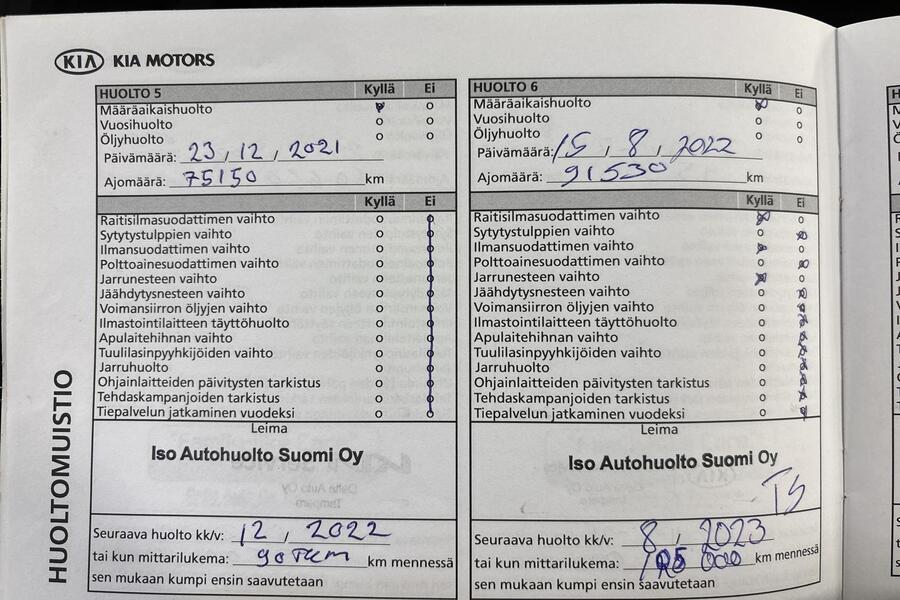 KIA KIA MOTORS
HUOLTO 5 Kyllä Ei
Määräaikaishuolto
Vuosihuolto
Öljyhuolto
Päivämäärä: 23 / 12 / 2021
Ajomäärä: 75150 km
Kyllä Ei
Raitisilmasuodattimen vaihto
Sytytystulppien vaihto
Ilmansuodattimen vaihto
Polttoainesuodattimen vaihto
Jarrunesteen vaihto
Jäähdytysnesteen vaihto
Voimansiirron öljyjen vaihto
Ilmastointilaitteen täyttöhuolto
Apulaitehihnan vaihto
Tuulilasinpyyhkijöiden vaihto
Jarruhuolto
Ohjainlaitteiden päivitysten tarkistus
Tehdaskampanjoiden tarkistus
Tiepalvelun jatkaminen vuodeksi
Leima
Iso Autohuolto Suomi Oy
Seuraava huolto kk/v: 12 / 2022
tai kun mittarilukema: 90Tkm km mennessä
sen mukaan kumpi ensin saavutetaan
HUOLTO 6 Kyllä Ei
Määräaikaishuolto
Vuosihuolto
Öljyhuolto
Päivämäärä: 15 / 8 / 2022
Ajomäärä: 91530 km
Kyllä Ei
Raitisilmasuodattimen vaihto
Sytytystulppien vaihto
Ilmansuodattimen vaihto
Polttoainesuodattimen vaihto
Jarrunesteen vaihto
Jäähdytysnesteen vaihto
Voimansiirron öljyjen vaihto
Ilmastointilaitteen täyttöhuolto
Apulaitehihnan vaihto
Tuulilasinpyyhkijöiden vaihto
Jarruhuolto
Ohjainlaitteiden päivitysten tarkistus
Tehdaskampanjoiden tarkistus
Tiepalvelun jatkaminen vuodeksi
Leima
Iso Autohuolto Suomi Oy
TS
Seuraava huolto kk/v: 8 / 2023
tai kun mittarilukema: 105 000 km mennessä
sen mukaan kumpi ensin saavutetaan
HUOLTOMUISTIO